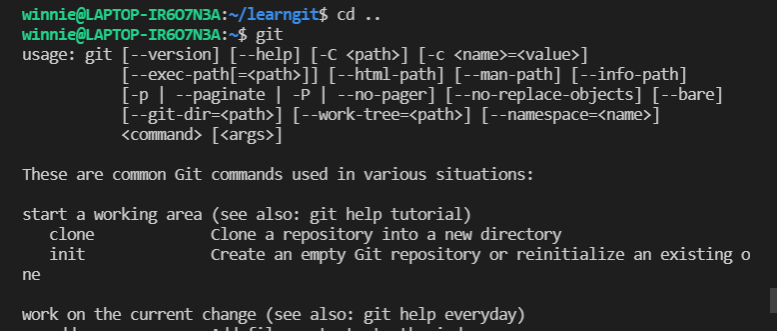 winnie@LAPTOP-IR6O7N3A:~/learngit$ cd ..
winnie@LAPTOP-IR6O7N3A:~$ git
usage: git [--version] [--help] [-C <path>] [-c <name>=<value>]
           [--exec-path[=<path>]] [--html-path] [--man-path] [--info-path]
           [-p | --paginate | -P | --no-pager] [--no-replace-objects] [--bare]
           [--git-dir=<path>] [--work-tree=<path>] [--namespace=<name>]
           <command> [<args>]

These are common Git commands used in various situations:

start a working area (see also: git help tutorial)
   clone             Clone a repository into a new directory
   init              Create an empty Git repository or reinitialize an existing o
ne

work on the current change (see also: git help everyday)